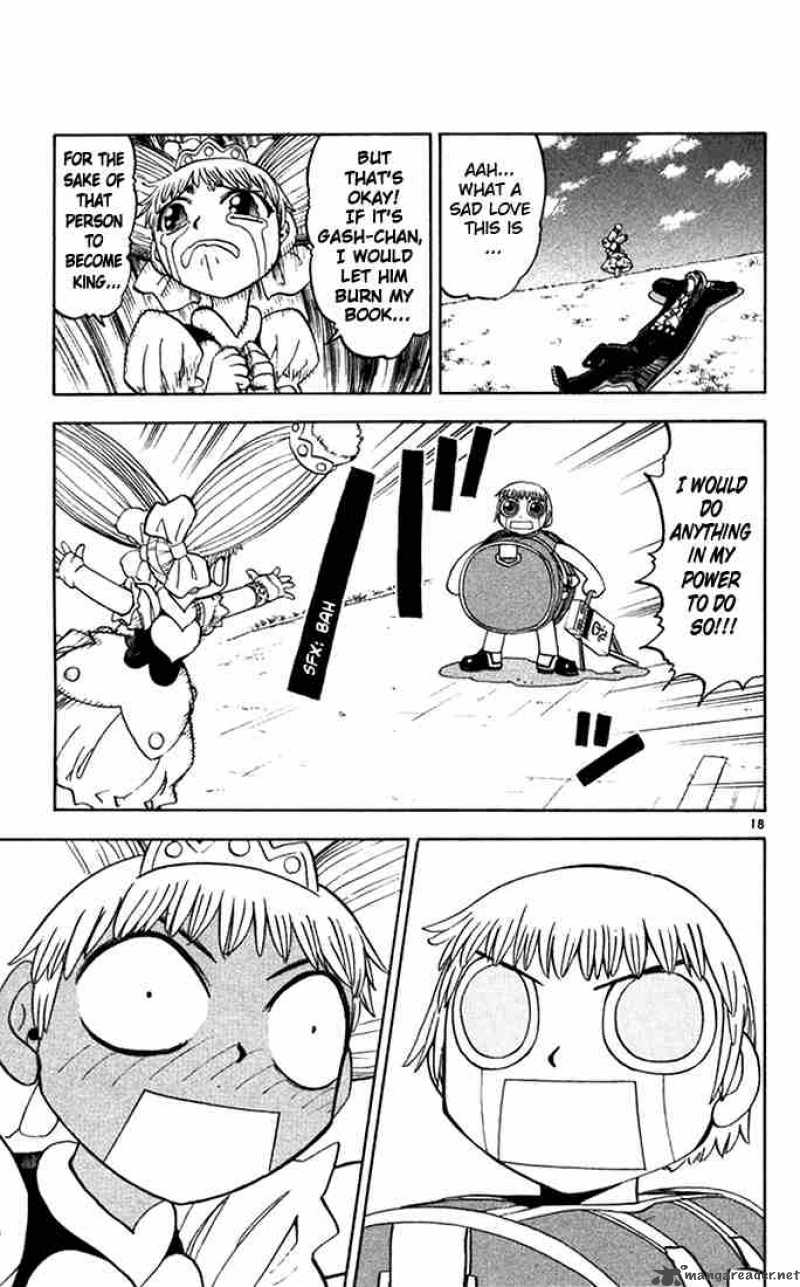 AAH...
WHAT A
SAD LOVE
THIS IS
...
BUT
THAT'S
OKAY!
IF IT'S
GASH-CHAN,
I WOULD
LET HIM
BURN MY
BOOK...
FOR THE
SAKE OF
THAT
PERSON
TO
BECOME
KING...
I WOULD
DO
ANYTHING
IN MY
POWER
TO DO
SO!!!
SFX: BAH
18
mangareader.net